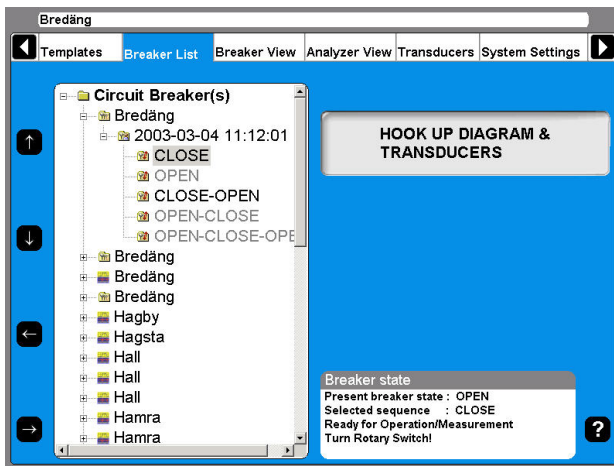 Bredäng
Templates Breaker List Breaker View Analyzer View Transducers System Settings
Circuit Breaker(s)
Bredäng
2003-03-04 11:12:01
CLOSE
OPEN
CLOSE-OPEN
OPEN-CLOSE
OPEN-CLOSE-OPE
Bredäng
Bredäng
Bredäng
Hagby
Hagsta
Hall
Hall
Hall
Hamra
Hamra
HOOK UP DIAGRAM &
TRANSDUCERS
Breaker state
Present breaker state : OPEN
Selected sequence : CLOSE
Ready for Operation/Measurement
Turn Rotary Switch!
?